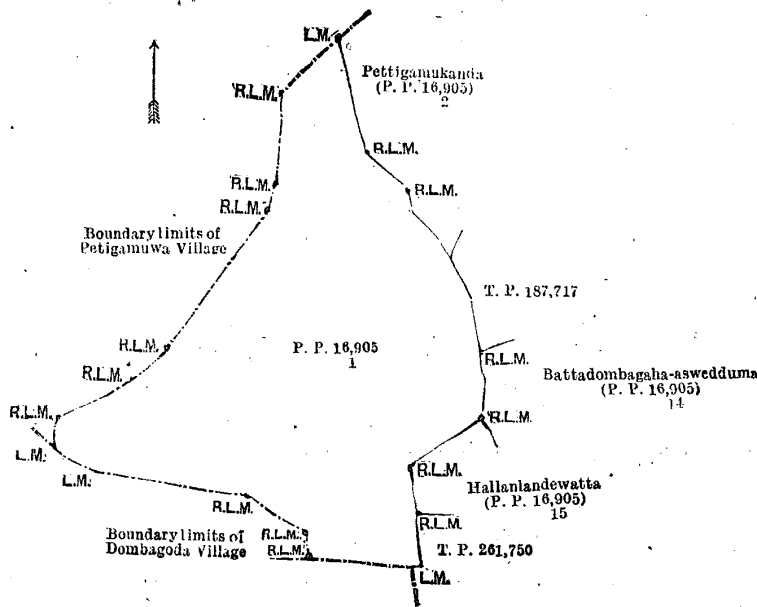 L.M.
Pettigamukanda
(P. P. 16,905)
2
R.L.M.
R.L.M.
R.L.M.
R.L.M.
R.L.M.
Boundary limits of
Petigamuwa Village
T. P. 187,717
R.L.M.
P. P. 16,905
1
R.L.M.
R.L.M.
Battadombagaha-aswedduma
(P. P. 16,905)
14
R.L.M.
R.L.M.
L.M.
L.M.
R.L.M.
Hallanlandewatta
(P. P. 16,905)
15
R.L.M.
R.L.M.
Boundary limits of
Dombagoda Village
R.L.M.
R.L.M.
T. P. 261,750
L.M.